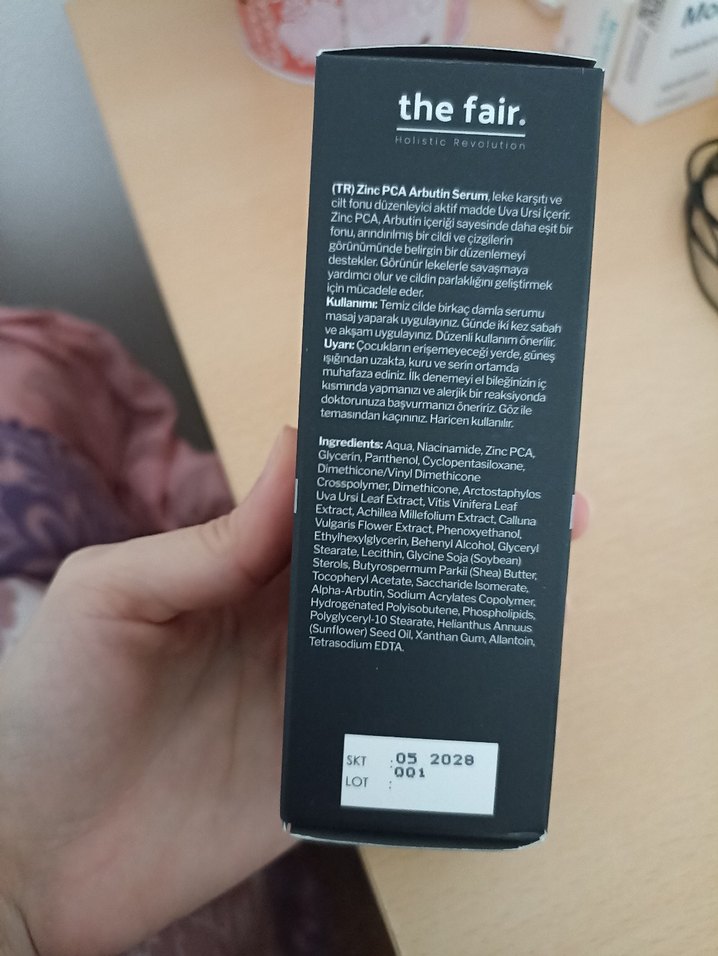 Mo
the fair.
Holistic Revolution
(TR) Zinc PCA Arbutin Serum, leke karşıtı ve
cilt fonu düzenleyici aktif madde Uva Ursi İçerir.
Zinc PCA, Arbutin içeriği sayesinde daha eşit bir
fonu, arındırılmış bir cildi ve çizgilerin
görünümünde belirgin bir düzenlemeyi
destekler. Görünür lekelerle savaşmaya
yardımcı olur ve cildin parlaklığını geliştirmek
için mücadele eder.
Kullanımı: Temiz cilde birkaç damla serumu
masaj yaparak uygulayınız. Günde iki kez sabah
ve akşam uygulayınız. Düzenli kullanım önerilir.
Uyarı: Çocukların erişemeyeceği yerde, güneş
ışığından uzakta, kuru ve serin ortamda
muhafaza ediniz. İlk denemeyi el bileğinizin iç
kısmında yapmanızı ve alerjik bir reaksiyonda
doktorunuza başvurmanızı öneririz. Göz ile
temasından kaçınınız. Haricen kullanılır.
Ingredients: Aqua, Niacinamide, Zinc PCA,
Glycerin, Panthenol, Cyclopentasiloxane,
Dimethicone/Vinyl Dimethicone
Crosspolymer, Dimethicone, Arctostaphylos
Uva Ursi Leaf Extract, Vitis Vinifera Leaf
Extract, Achillea Millefolium Extract, Calluna
Vulgaris Flower Extract, Phenoxyethanol,
Ethylhexylglycerin, Behenyl Alcohol, Glyceryl
Stearate, Lecithin, Glycine Soja (Soybean)
Sterols, Butyrospermum Parkii (Shea) Butter,
Tocopheryl Acetate, Saccharide Isomerate,
Alpha-Arbutin, Sodium Acrylates Copolymer,
Hydrogenated Polyisobutene, Phospholipids,
Polyglyceryl-10 Stearate, Helianthus Annuus
(Sunflower) Seed Oil, Xanthan Gum, Allantoin,
Tetrasodium EDTA.
SKT : 05 2028
LOT : 001